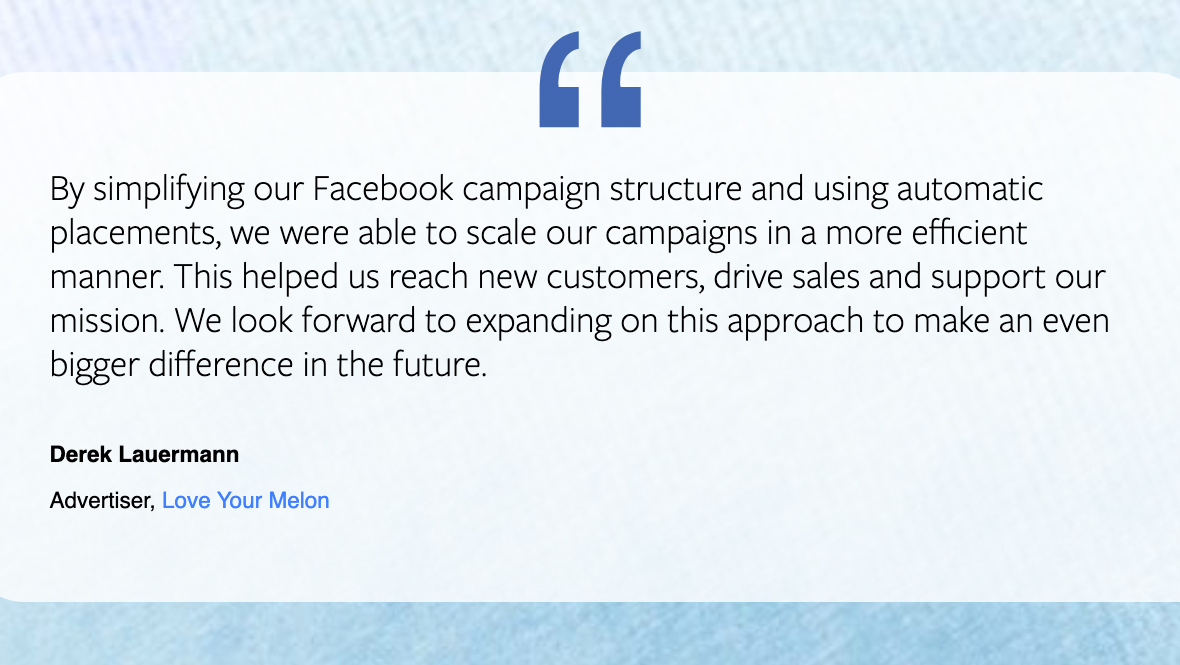 “
By simplifying our Facebook campaign structure and using automatic
placements, we were able to scale our campaigns in a more efficient
manner. This helped us reach new customers, drive sales and support our
mission. We look forward to expanding on this approach to make an even
bigger difference in the future.
Derek Lauermann
Advertiser, Love Your Melon